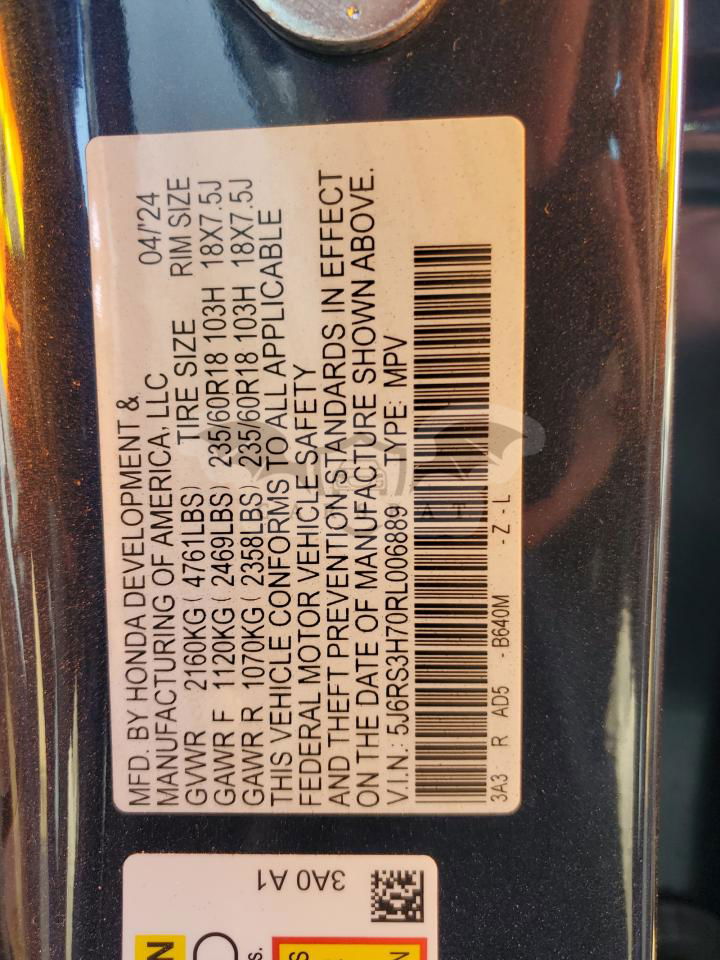 MFD. BY HONDA DEVELOPMENT &
MANUFACTURING OF AMERICA, LLC 04/'24
GVWR 2160KG ( 4761LBS) TIRE SIZE RIM SIZE
GAWR F 1120KG ( 2469LBS) 235/60R18 103H 18X7.5J
GAWR R 1070KG ( 2358LBS) 235/60R18 103H 18X7.5J
THIS VEHICLE CONFORMS TO ALL APPLICABLE
FEDERAL MOTOR VEHICLE SAFETY
AND THEFT PREVENTION STANDARDS IN EFFECT
ON THE DATE OF MANUFACTURE SHOWN ABOVE.
V.I.N.: 5J6RS3H70RL006889 TYPE: MPV
3A3 R AD5 -B640M -Z-L
3A0 A1